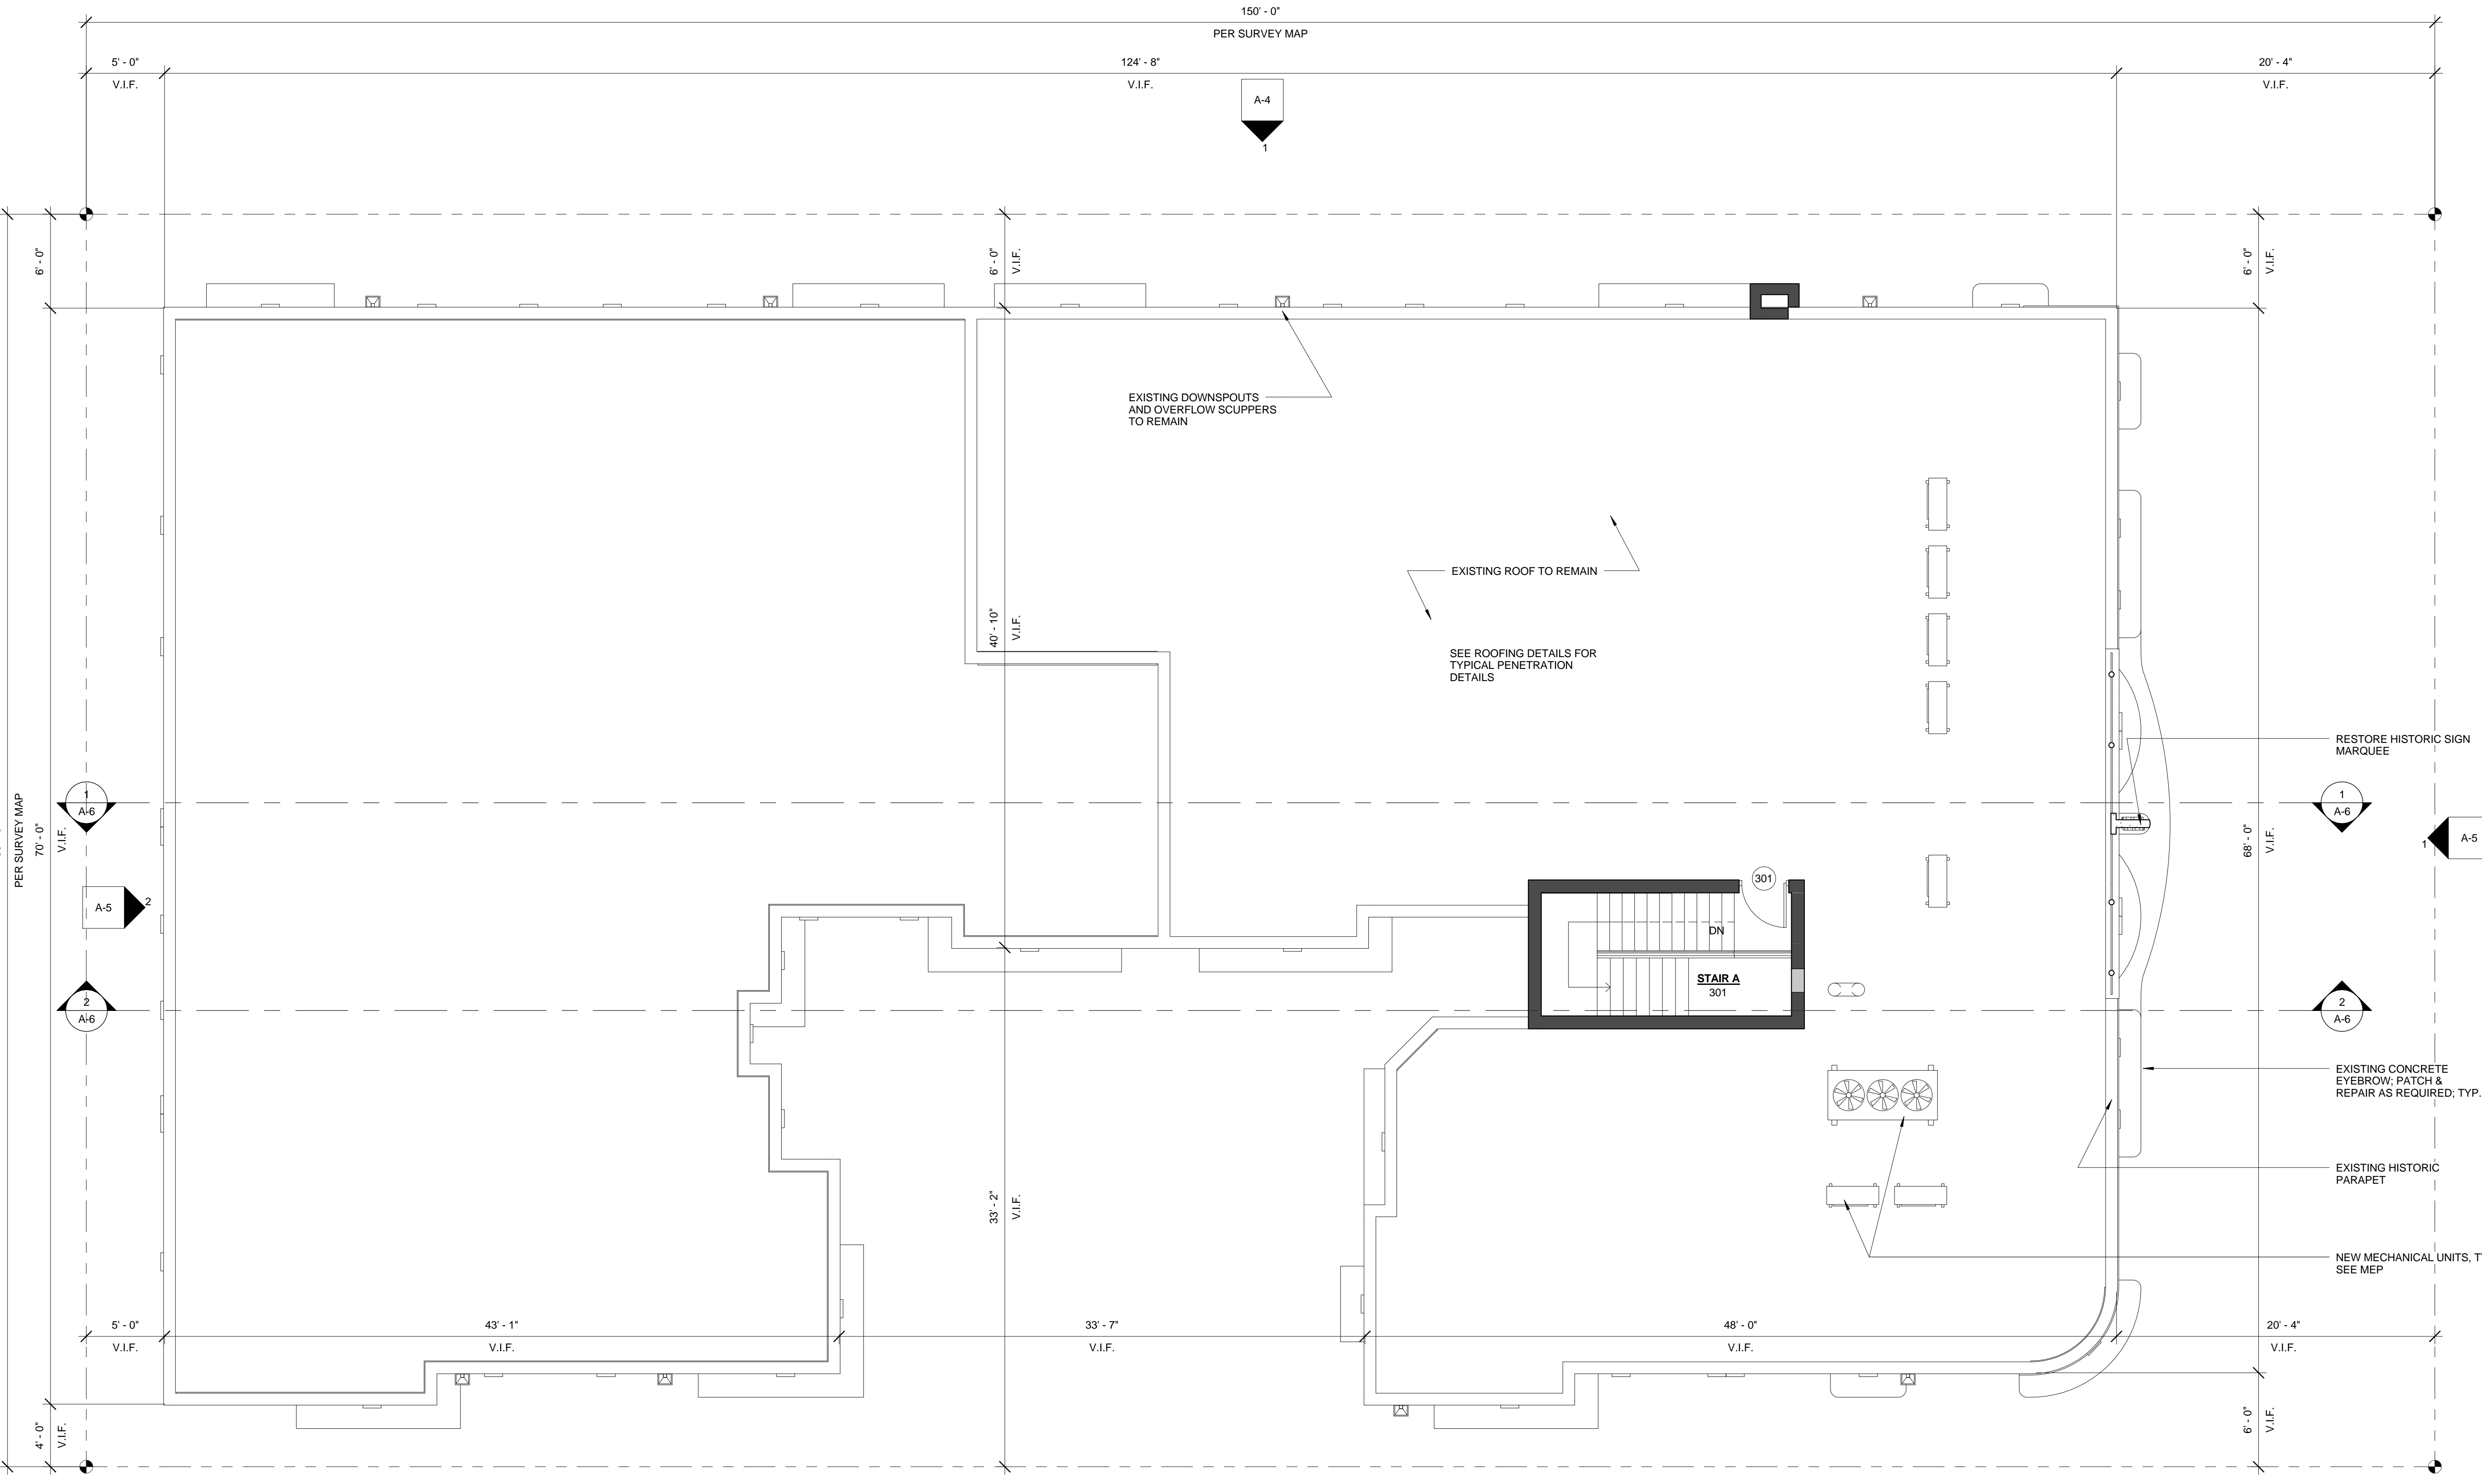 150' - 0"
PER SURVEY MAP
5' - 0"
V.I.F.
124' - 8"
V.I.F.
20' - 4"
V.I.F.
A-4
1
6' - 0"
6' - 0"
V.I.F.
6' - 0"
V.I.F.
EXISTING DOWNSPOUTS
AND OVERFLOW SCUPPERS
TO REMAIN
EXISTING ROOF TO REMAIN
40' - 10"
V.I.F.
SEE ROOFING DETAILS FOR
TYPICAL PENETRATION
DETAILS
RESTORE HISTORIC SIGN
MARQUEE
PER SURVEY MAP
70' - 0"
V.I.F.
1
A-6
1
A-6
68' - 0"
V.I.F.
1
A-5
A-5
2
301
DN
STAIR A
301
2
A-6
2
A-6
EXISTING CONCRETE
EYEBROW; PATCH &
REPAIR AS REQUIRED; TYP.
EXISTING HISTORIC
PARAPET
33' - 2"
V.I.F.
NEW MECHANICAL UNITS,
SEE MEP
5' - 0"
V.I.F.
43' - 1"
V.I.F.
33' - 7"
V.I.F.
48' - 0"
V.I.F.
20' - 4"
V.I.F.
4' - 0"
V.I.F.
6' - 0"
V.I.F.